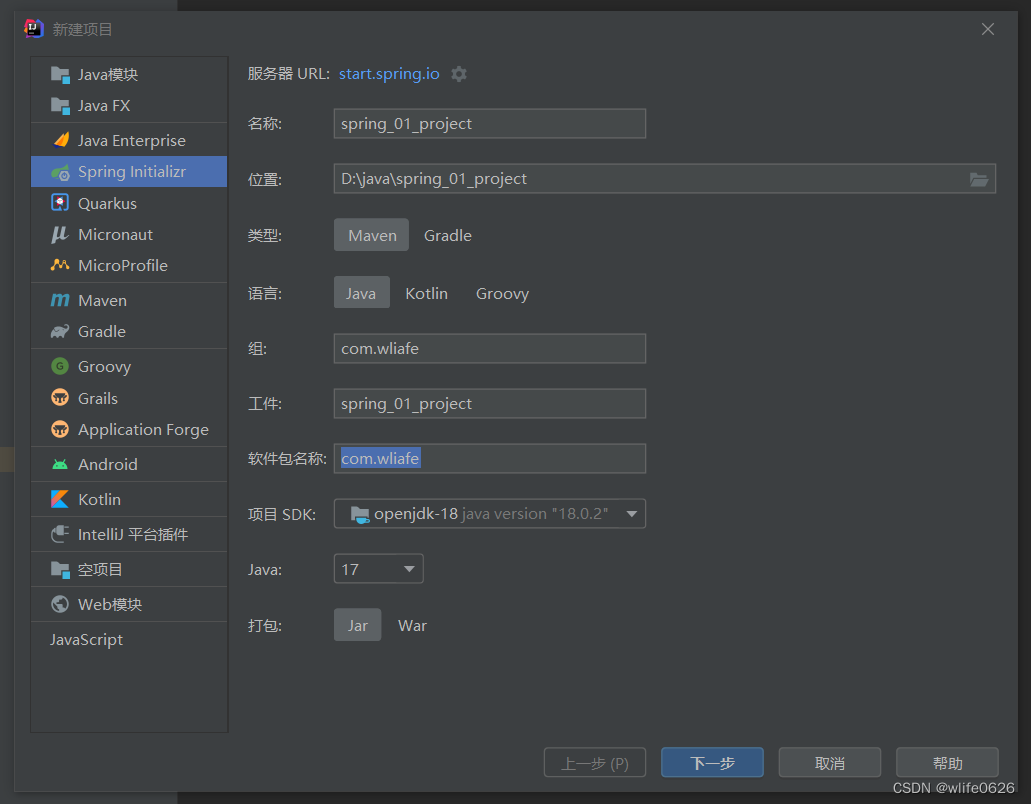 新建项目
Java模块
Java FX
Java Enterprise
Spring Initializr
Quarkus
Micronaut
MicroProfile
Maven
Gradle
Groovy
Grails
Application Forge
Android
Kotlin
IntelliJ 平台插件
空项目
Web模块
JavaScript
服务器 URL: start.spring.io
名称: spring_01_project
位置: D:\java\spring_01_project
类型: Maven Gradle
语言: Java Kotlin Groovy
组: com.wliafe
工件: spring_01_project
软件包名称: com.wliafe
项目 SDK: openjdk-18 java version "18.0.2"
Java: 17
打包: Jar War
上一步 (P) 下一步 取消 帮助
CSDN @wlife0626